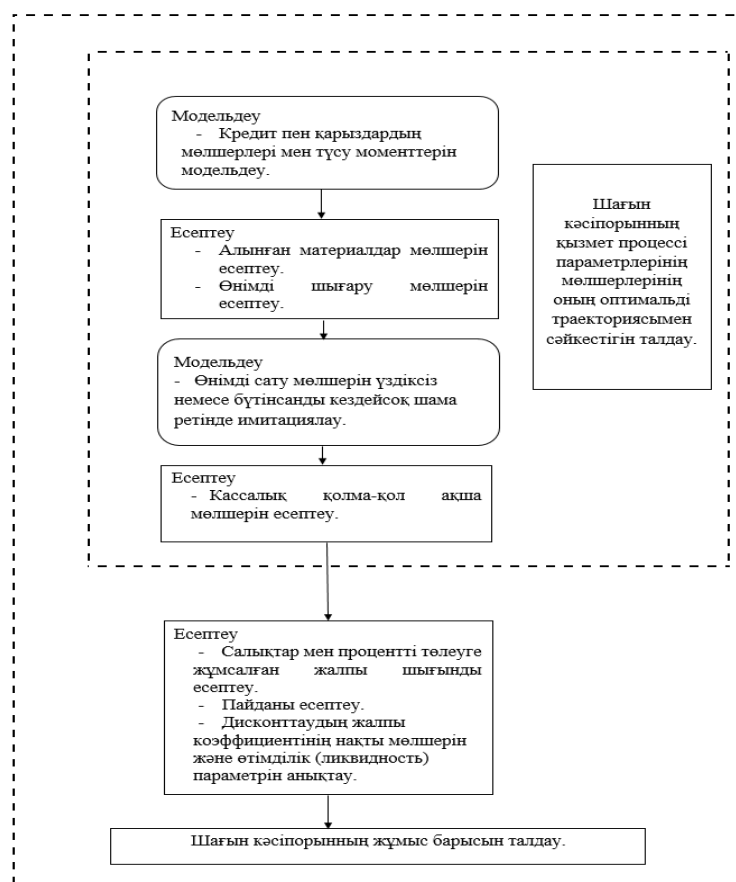 Модельдеу
- Кредит пен қарыздардың
мөлшерлері мен түсу моменттерін
модельдеу.
Есептеу
- Алынған материалдар мөлшерін
есептеу.
- Өнімді шығару мөлшерін
есептеу.
Модельдеу
- Өнімді сату мөлшерін үздіксіз
немесе бүтінсанды кездейсоқ шама
ретінде имитациялау.
Есептеу
- Кассалық қолма-қол ақша
мөлшерін есептеу.
Шағын
кәсіпорынның
қызмет процессі
параметрлерінің
мөлшерлерінің
оның оптимальді
траекториясымен
сәйкестігін талдау.
Есептеу
- Салықтар мен процентті төлеуге
жұмсалған жалпы шығынды
есептеу.
- Пайданы есептеу.
- Дисконттаудың жалпы
коэффициентінің нақты мөлшерін
және өтімділік (ликвидность)
параметрін анықтау.
Шағын кәсіпорынның жұмыс барысын талдау.